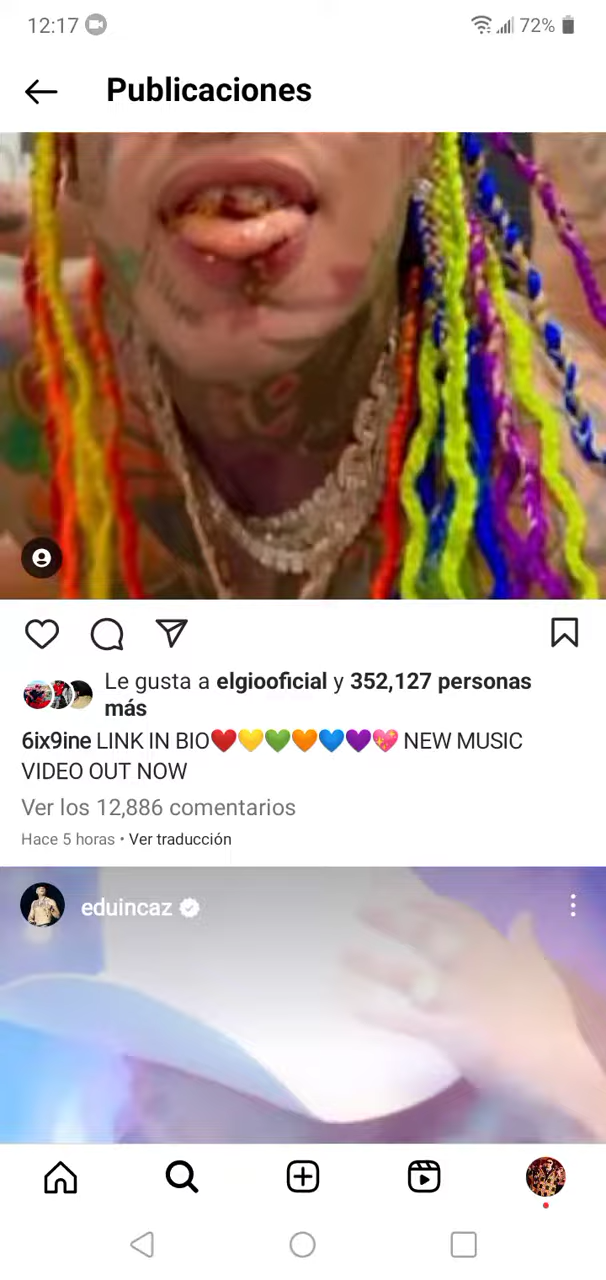 12:17 72%
Publicaciones
Le gusta a elgiooficial y 352,127 personas
más
6ix9ine LINK IN BIO❤️💛💚🧡💙💜💖 NEW MUSIC
VIDEO OUT NOW
Ver los 12,886 comentarios
Hace 5 horas • Ver traducción
eduincaz